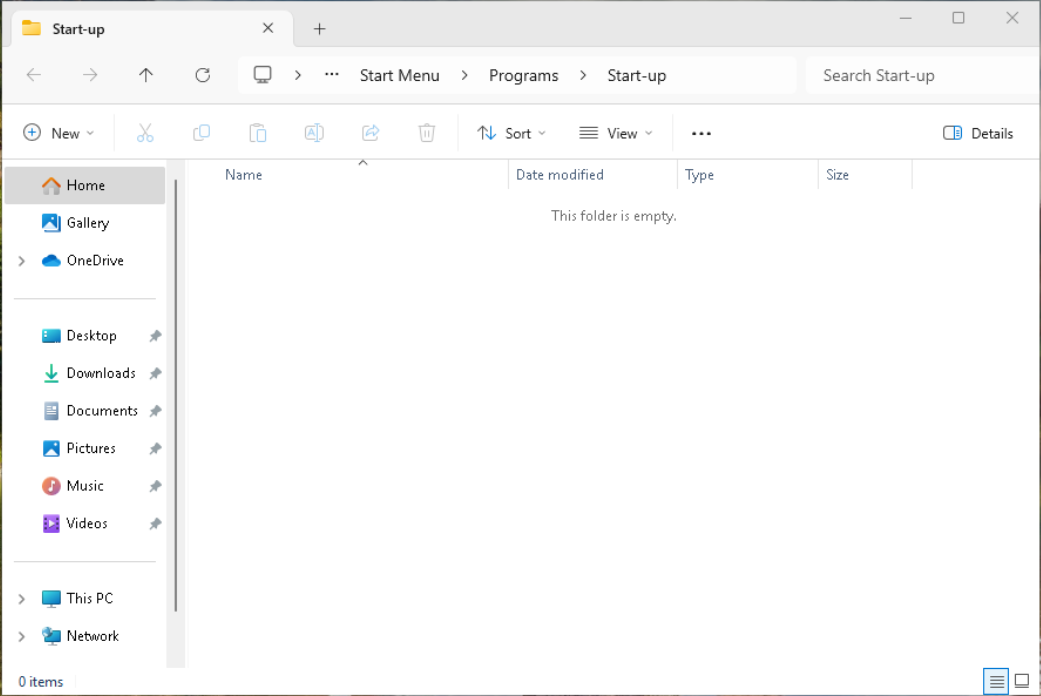 Start-up
Start Menu Programs Start-up Search Start-up
New Sort View Details
Name Date modified Type Size
This folder is empty.
Home
Gallery
OneDrive
Desktop
Downloads
Documents
Pictures
Music
Videos
This PC
Network
0 items